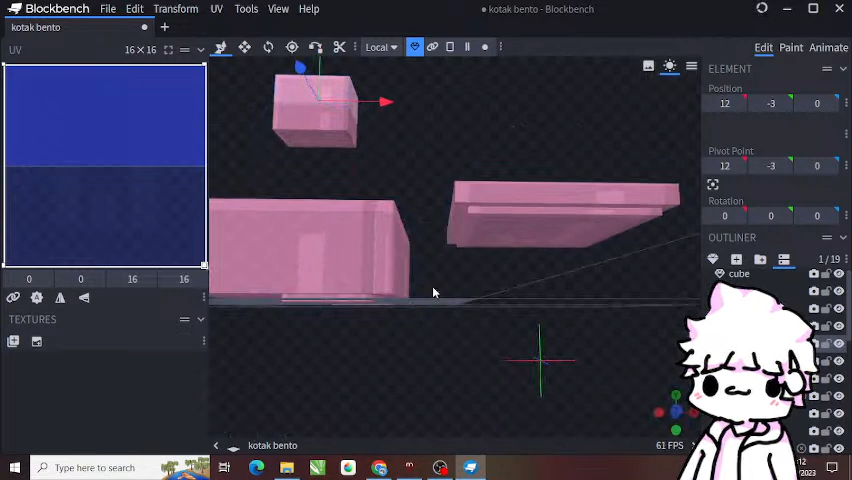 Blockbench
File Edit Transform UV Tools View Help
kotak bento - Blockbench
kotak bento
UV
16 × 16
Local
Edit Paint Animate
ELEMENT
Position
12 -3 0
Pivot Point
12 -3 0
Rotation
0 0 0
OUTLINER
1 / 19
cube
0 0 16 16
TEXTURES
kotak bento
61 FPS
Type here to search